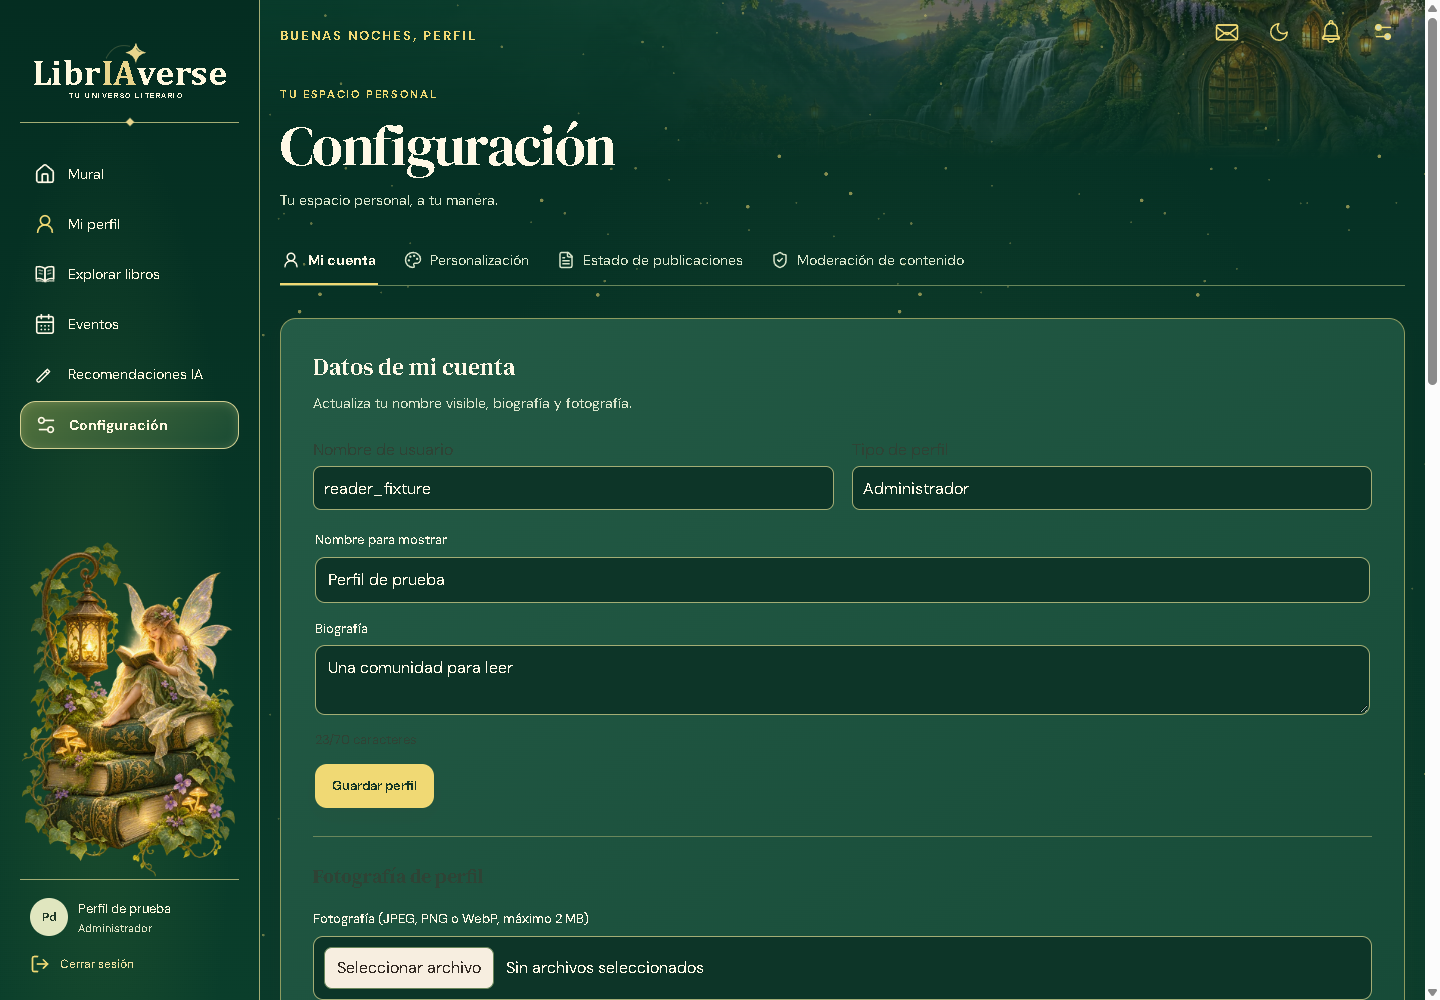 LibrIAverse
TU UNIVERSO LITERARIO
Mural
Mi perfil
Explorar libros
Eventos
Recomendaciones IA
Configuración
Pd
Perfil de prueba
Administrador
Cerrar sesión
BUENAS NOCHES, PERFIL
TU ESPACIO PERSONAL
Configuración
Tu espacio personal, a tu manera.
Mi cuenta
Personalización
Estado de publicaciones
Moderación de contenido
Datos de mi cuenta
Actualiza tu nombre visible, biografía y fotografía.
Nombre de usuario
Tipo de perfil
reader_fixture
Administrador
Nombre para mostrar
Perfil de prueba
Biografía
Una comunidad para leer
23/70 caracteres
Guardar perfil
Fotografía de perfil
Fotografía (JPEG, PNG o WebP, máximo 2 MB)
Seleccionar archivo
Sin archivos seleccionados